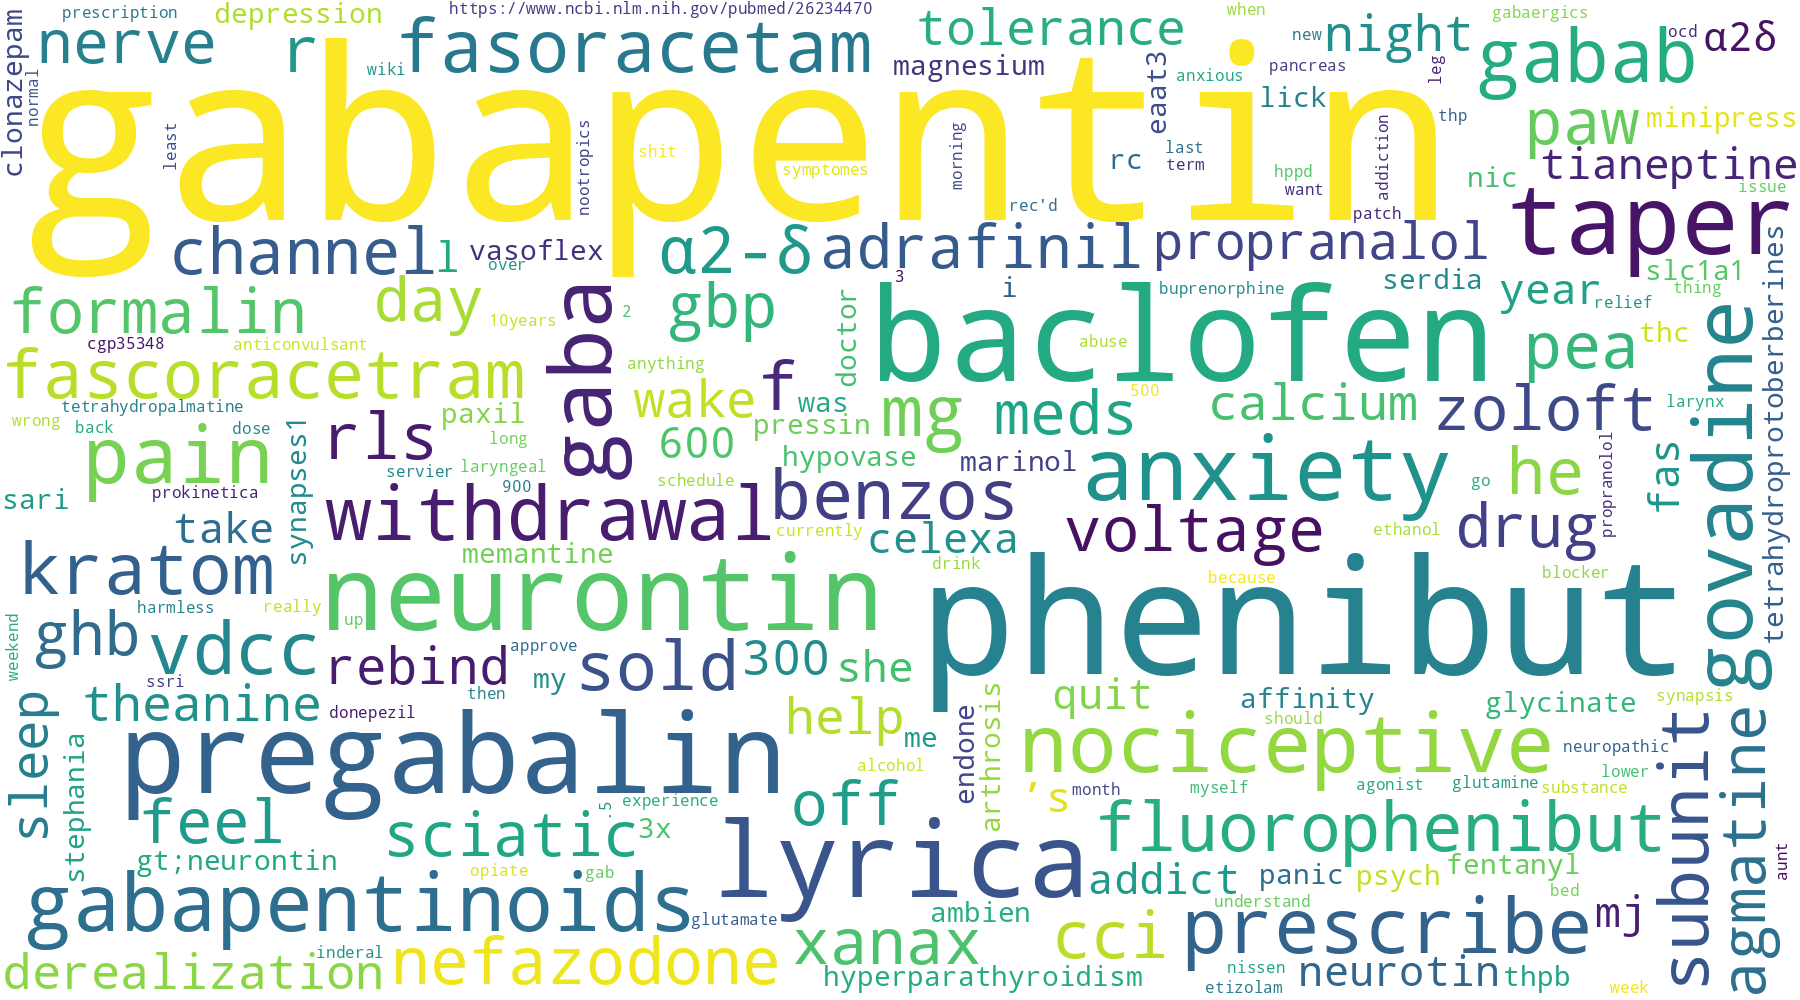 https://www.ncbi.nlm.nih.gov/pubmed/26234470
prescription
depression
clonazepam
nerve
r
fasoracetam
wiki
normal
tolerance
when
gabaergics
new
night
ocd
α2δ
gabab
magnesium
anxious
pancreas
leg
eaat3
lick
thp
gabapentin
least
nootropics
shit
symptomes
morning
rc
last
term
hppd
want
addiction
paw
minipress
tianeptine
nic
issue
rec'd
patch
taper
channel
l
vasoflex
over
α2-δ
adrafinil
propranalol
3
i
buprenorphine
serdia
slc1a1
thing
year
relief
tetrahydroprotoberberines
formalin
day
10years
gaba
2
gbp
doctor
baclofen
abuse
pea
thc
govadine
cgp35348
anticonvulsant
fascoracetram
anything
wake
f
was
mg
meds
500
calcium
zoloft
larynx
wrong
tetrahydropalmatine
back
dose
paxil
long
rls
600
pressin
pain
synapses1
servier
laryngeal
900
schedule
hypovase
marinol
anxiety
go
propranolol
he
fas
sari
prokinetica
take
withdrawal
benzos
currently
celexa
voltage
ethanol
drug
kratom
memantine
neurontin
drink
because
blocker
harmless
really
up
phenibut
weekend
ghb
vdcc
ssri
rebind
approve
my
then
sold
300
she
theanine
donepezil
sleep
stephania
pregabalin
help
me
alcohol
endone
arthrosis
quit
affinity
should
glycinate
synapsis
nociceptive
neuropathic
lower
subunit
agmatine
feel
sciatic
.5
experience
3x
off
’s
month
myself
agonist
glutamine
substance
gt;neurontin
opiate
gab
lyrica
fluorophenibut
addict
panic
psych
fentanyl
bed
aunt
gabapentinoids
glutamate
ambien
understand
prescribe
mj
derealization
inderal
nefazodone
xanax
cci
hyperparathyroidism
nissen
etizolam
neurotin
thpb
week